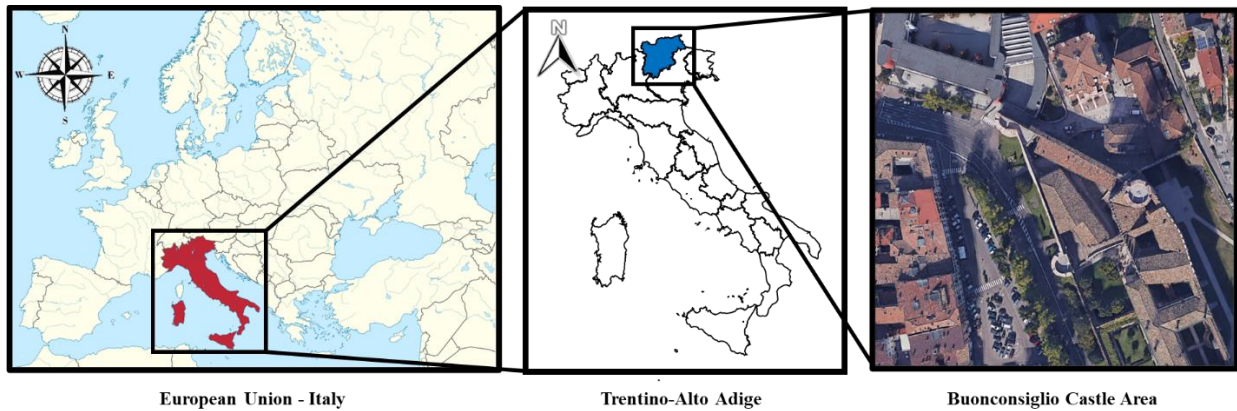 N
W E
S
N
European Union - Italy
Trentino-Alto Adige
Buonconsiglio Castle Area